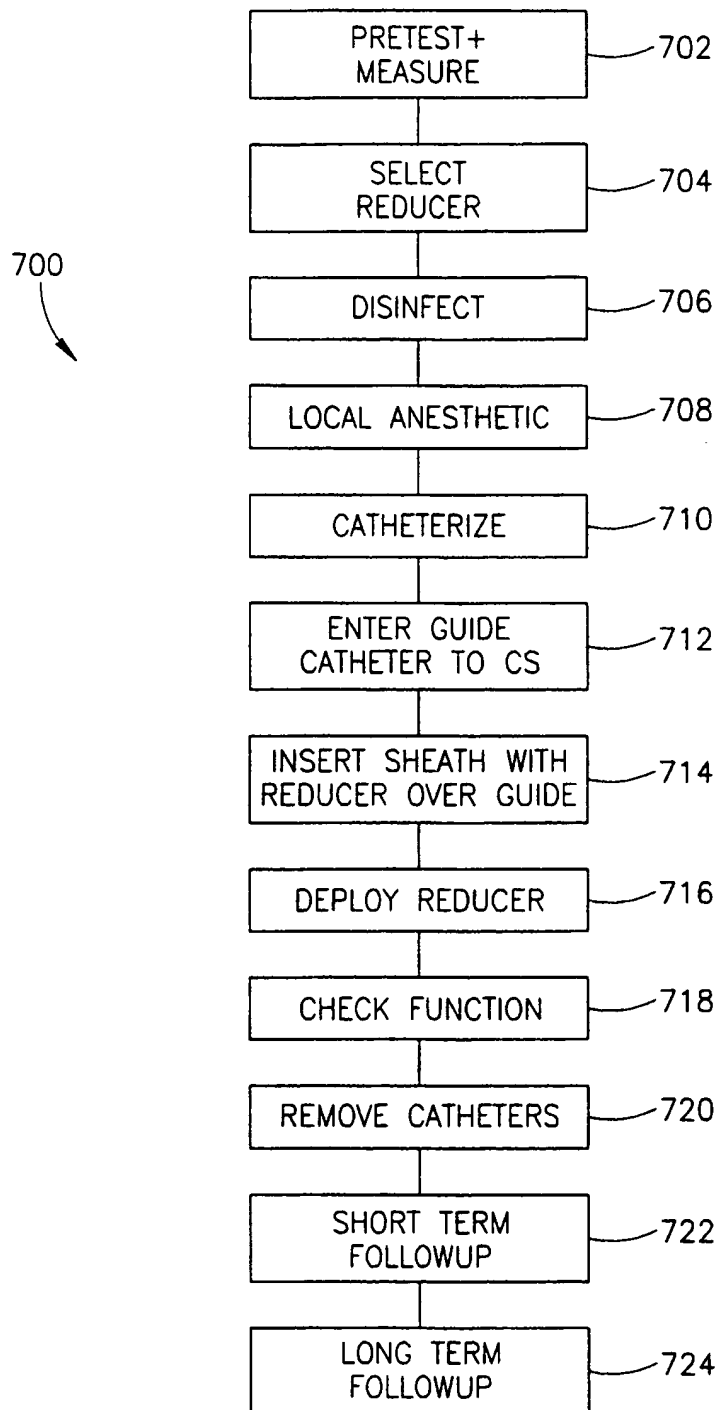 PRETEST+
MEASURE
702
SELECT
REDUCER
704
700
DISINFECT
706
LOCAL ANESTHETIC
708
CATHETERIZE
710
ENTER GUIDE
CATHETER TO CS
712
INSERT SHEATH WITH
REDUCER OVER GUIDE
714
DEPLOY REDUCER
716
CHECK FUNCTION
718
REMOVE CATHETERS
720
SHORT TERM
FOLLOWUP
722
LONG TERM
FOLLOWUP
724